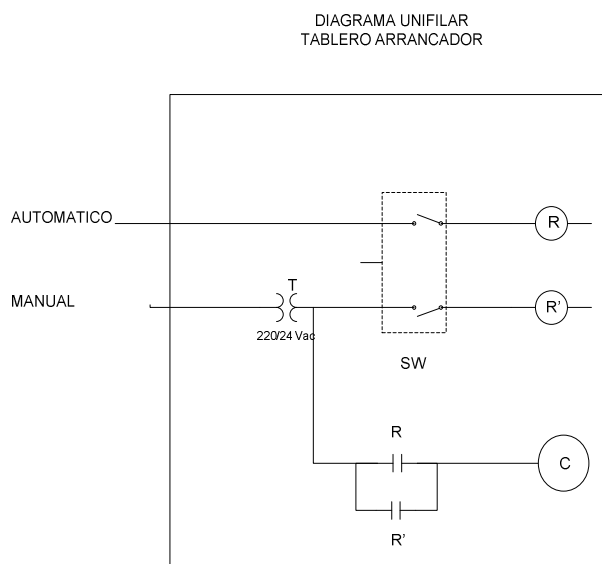 DIAGRAMA UNIFILAR
TABLERO ARRANCADOR
AUTOMATICO
R
MANUAL
T
R'
220/24 Vac
SW
R
C
R'